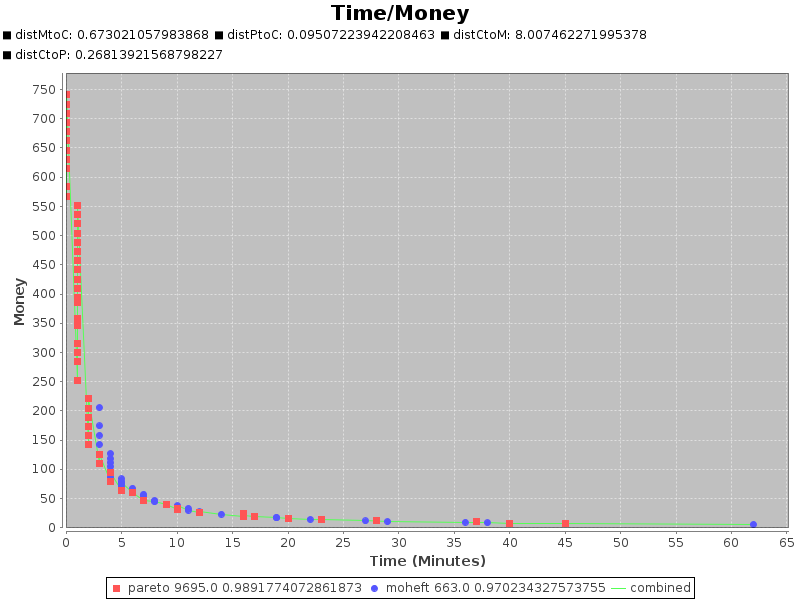 Time/Money
distMtoC: 0.673021057983868 distPtoC: 0.09507223942208463 distCtoM: 8.007462271995378
distCtoP: 0.26813921568798227
750
700
650
600
550
500
450
400
350
300
250
200
150
100
50
0
Money
0 5 10 15 20 25 30 35 40 45 50 55 60 65
Time (Minutes)
pareto 9695.0 0.9891774072861873 moheft 663.0 0.970234327573755 combined